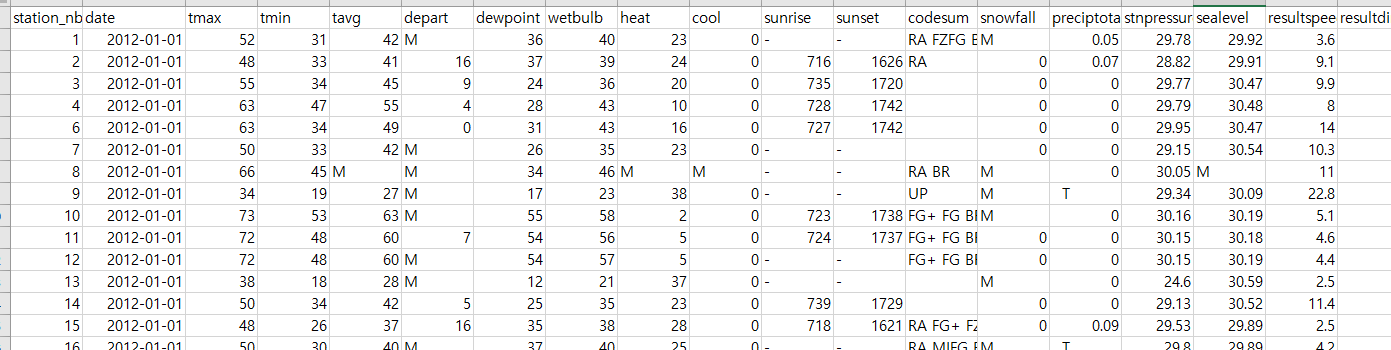 station_nb date tmax tmin tavg depart dewpoint wetbulb heat cool sunrise sunset codesum snowfall preciptota stnpressur sealevel resultspee resultdi
1 2012-01-01 52 31 42 M 36 40 23 0 - - RA FZFG B M 0.05 29.78 29.92 3.6
2 2012-01-01 48 33 41 16 37 39 24 0 716 1626 RA 0 0.07 28.82 29.91 9.1
3 2012-01-01 55 34 45 9 24 36 20 0 735 1720 0 0 29.77 30.47 9.9
4 2012-01-01 63 47 55 4 28 43 10 0 728 1742 0 0 29.79 30.48 8
6 2012-01-01 63 34 49 0 31 43 16 0 727 1742 0 0 29.95 30.47 14
7 2012-01-01 50 33 42 M 26 35 23 0 - - 0 0 29.15 30.54 10.3
8 2012-01-01 66 45 M M 34 46 M M - - RA BR M 0 30.05 M 11
9 2012-01-01 34 19 27 M 17 23 38 0 - - UP M T 29.34 30.09 22.8
10 2012-01-01 73 53 63 M 55 58 2 0 723 1738 FG+ FG BR M 0 30.16 30.19 5.1
11 2012-01-01 72 48 60 7 54 56 5 0 724 1737 FG+ FG BR 0 0 30.15 30.18 4.6
12 2012-01-01 72 48 60 M 54 57 5 0 - - FG+ FG BR 0 0 30.15 30.19 4.4
13 2012-01-01 38 18 28 M 12 21 37 0 - - M 0 24.6 30.59 2.5
14 2012-01-01 50 34 42 5 25 35 23 0 739 1729 0 0 29.13 30.52 11.4
15 2012-01-01 48 26 37 16 35 38 28 0 718 1621 RA FG+ FZ 0 0.09 29.53 29.89 2.5
16 2012-01-01 50 30 40 M 37 40 25 0 - - RA MIFG M T 29.8 29.89 4.2